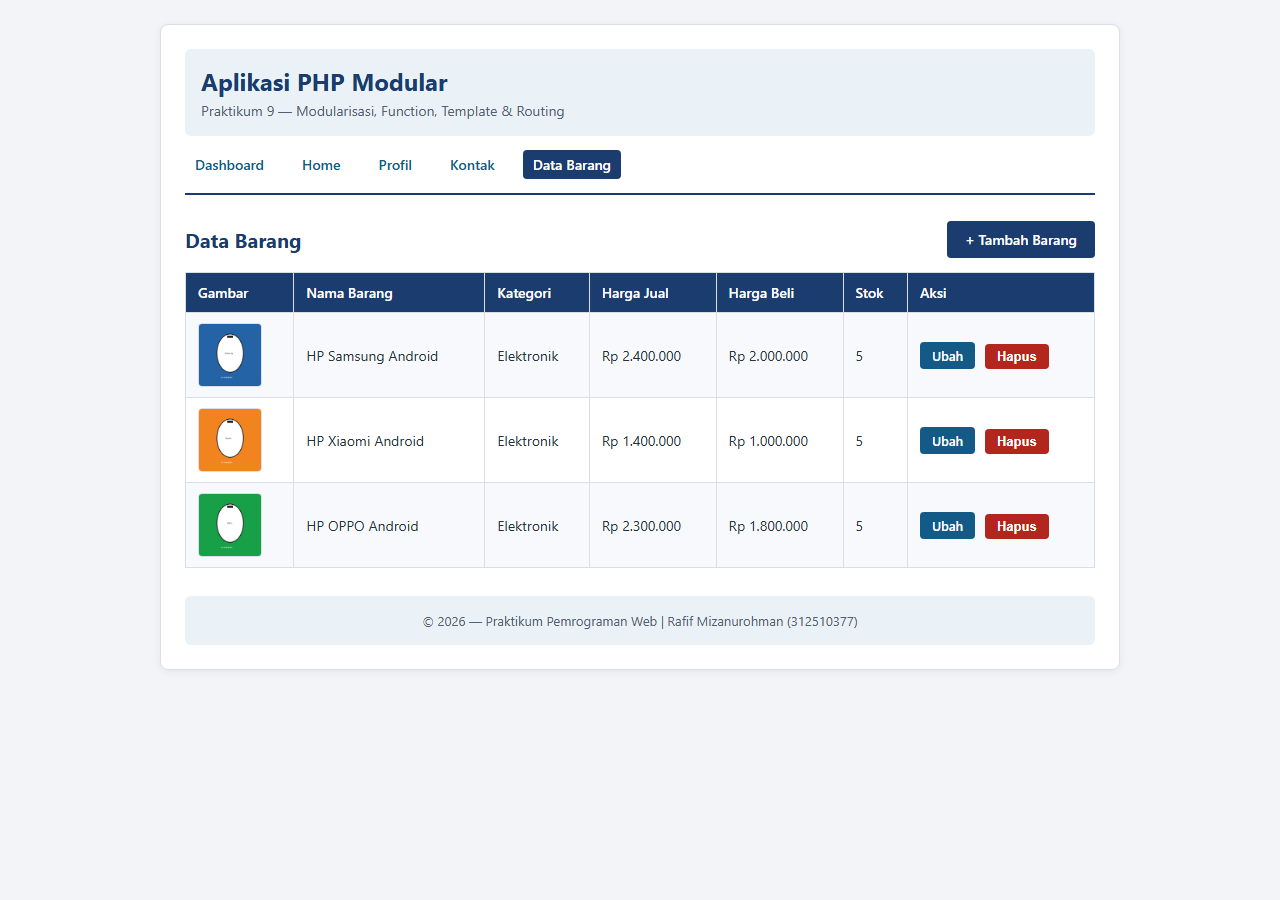 Aplikasi PHP Modular
Praktikum 9 — Modularisasi, Function, Template & Routing
Dashboard Home Profil Kontak Data Barang
Data Barang + Tambah Barang
Gambar Nama Barang Kategori Harga Jual Harga Beli Stok Aksi
HP Samsung Android Elektronik Rp 2.400.000 Rp 2.000.000 5 Ubah Hapus
HP Xiaomi Android Elektronik Rp 1.400.000 Rp 1.000.000 5 Ubah Hapus
HP OPPO Android Elektronik Rp 2.300.000 Rp 1.800.000 5 Ubah Hapus
© 2026 — Praktikum Pemrograman Web | Rafif Mizanurohman (312510377)